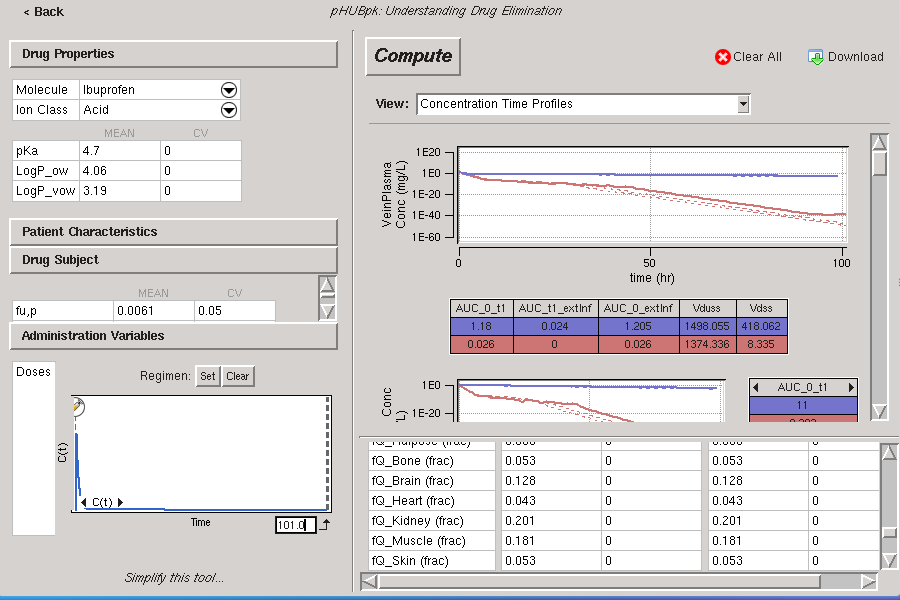 < Back
pHUBpk: Understanding Drug Elimination
Drug Properties
Molecule Ibuprofen
Ion Class Acid
MEAN CV
pKa 4.7 0
LogP_ow 4.06 0
LogP_vow 3.19 0
Patient Characteristics
Drug Subject
MEAN CV
fu,p 0.0061 0.05
Administration Variables
Doses
Regimen: Set Clear
C(t)
C(t)
Time
101.0
Simplify this tool...
Compute
Clear All
Download
View: Concentration Time Profiles
VeinPlasma
Conc (mg/L)
1E20
1E0
1E-20
1E-40
1E-60
0 50 100
time (hr)
AUC_0_t1 AUC_t1_extInf AUC_0_extInf Vduss Vdss
1.18 0.024 1.205 1498.055 418.062
0.026 0 0.026 1374.336 8.335
Conc
1E0
1E-20
AUC_0_t1
11
fQ_Bone (frac) 0.053 0 0.053 0
fQ_Brain (frac) 0.128 0 0.128 0
fQ_Heart (frac) 0.043 0 0.043 0
fQ_Kidney (frac) 0.201 0 0.201 0
fQ_Muscle (frac) 0.181 0 0.181 0
fQ_Skin (frac) 0.053 0 0.053 0